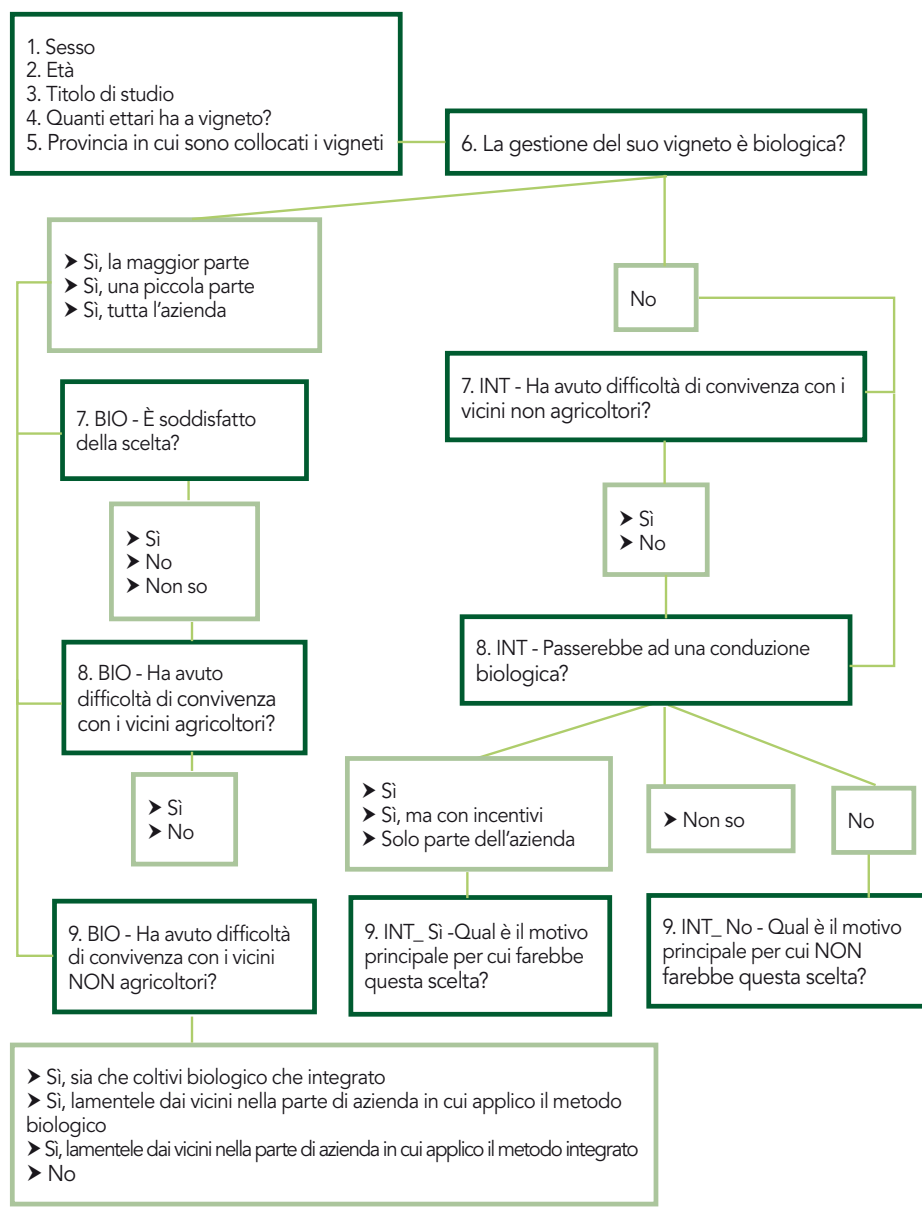 1. Sesso
2. Età
3. Titolo di studio
4. Quanti ettari ha a vigneto?
5. Provincia in cui sono collocati i vigneti
6. La gestione del suo vigneto è biologica?
➤ Sì, la maggior parte
➤ Sì, una piccola parte
➤ Sì, tutta l'azienda
No
7. BIO - È soddisfatto
della scelta?
➤ Sì
➤ No
➤ Non so
8. BIO - Ha avuto
difficoltà di convivenza
con i vicini agricoltori?
➤ Sì
➤ No
9. BIO - Ha avuto difficoltà
di convivenza con i vicini
NON agricoltori?
➤ Sì, sia che coltivi biologico che integrato
➤ Sì, lamentele dai vicini nella parte di azienda in cui applico il metodo
biologico
➤ Sì, lamentele dai vicini nella parte di azienda in cui applico il metodo integrato
➤ No
7. INT - Ha avuto difficoltà di convivenza con i
vicini non agricoltori?
➤ Sì
➤ No
8. INT - Passerebbe ad una conduzione
biologica?
➤ Sì
➤ Sì, ma con incentivi
➤ Solo parte dell'azienda
➤ Non so
No
9. INT_ Sì -Qual è il motivo
principale per cui farebbe
questa scelta?
9. INT_ No - Qual è il motivo
principale per cui NON
farebbe questa scelta?